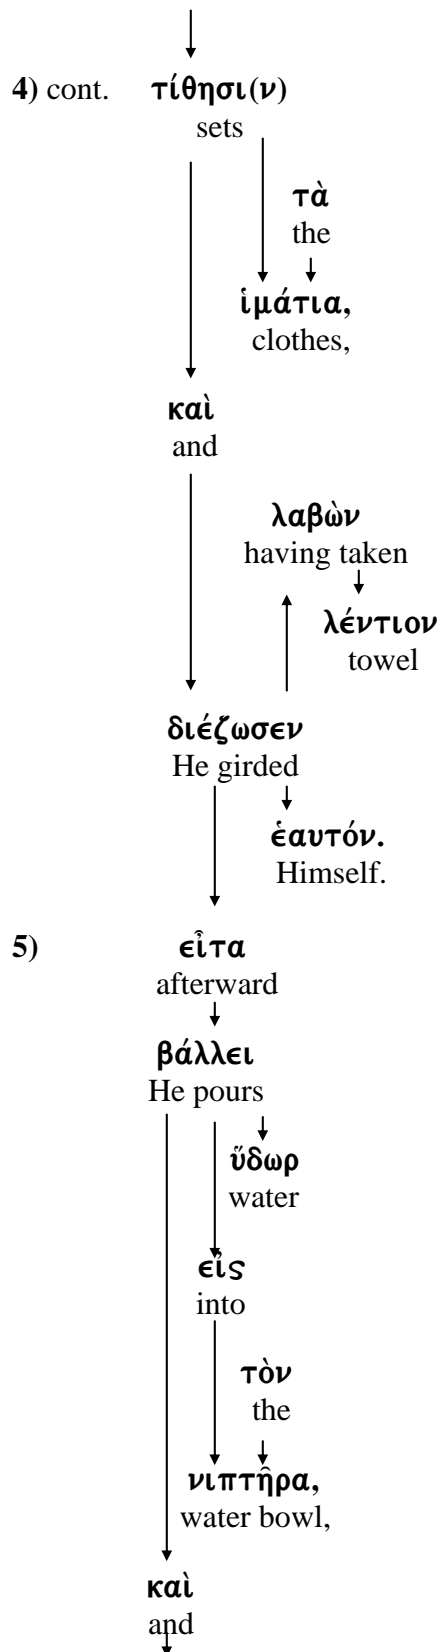 4) cont. τίθησι(ν)
sets
τὰ
the
ἱμάτια,
clothes,
καὶ
and
λαβὼν
having taken
λέντιον
towel
διέζωσεν
He girded
ἑαυτόν.
Himself.
5) εἶτα
afterward
βάλλει
He pours
ὕδωρ
water
εἰς
into
τὸν
the
νιπτῆρα,
water bowl,
καὶ
and